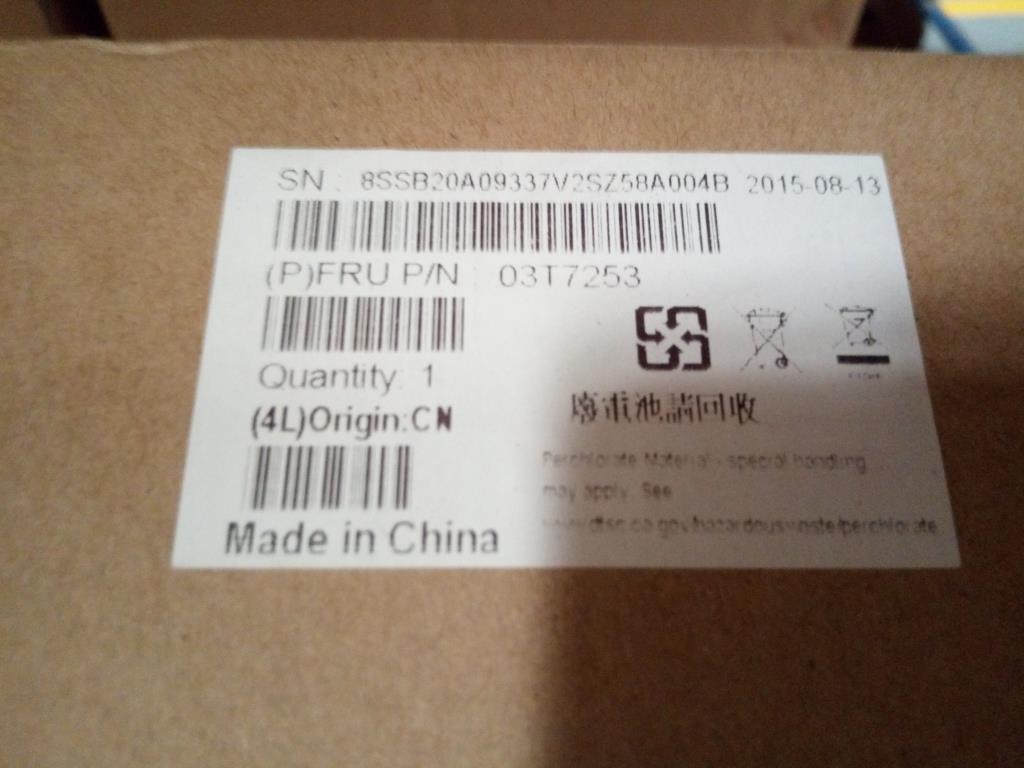 SN : 8SSB20A09337V2SZ58A004B 2015-08-13
(P)FRU P/N : 03T7253
Quantity: 1
(4L)Origin:CN
Made in China
廢電池請回收
Perchlorate Material - special handling
may apply. See
www.dtsc.ca.gov/hazardouswaste/perchlorate